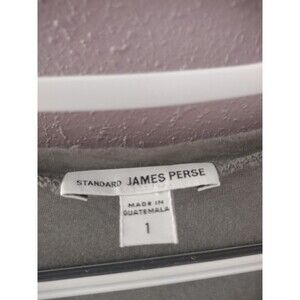 STANDARD JAMES PERSE
MADE IN
GUATEMALA
1